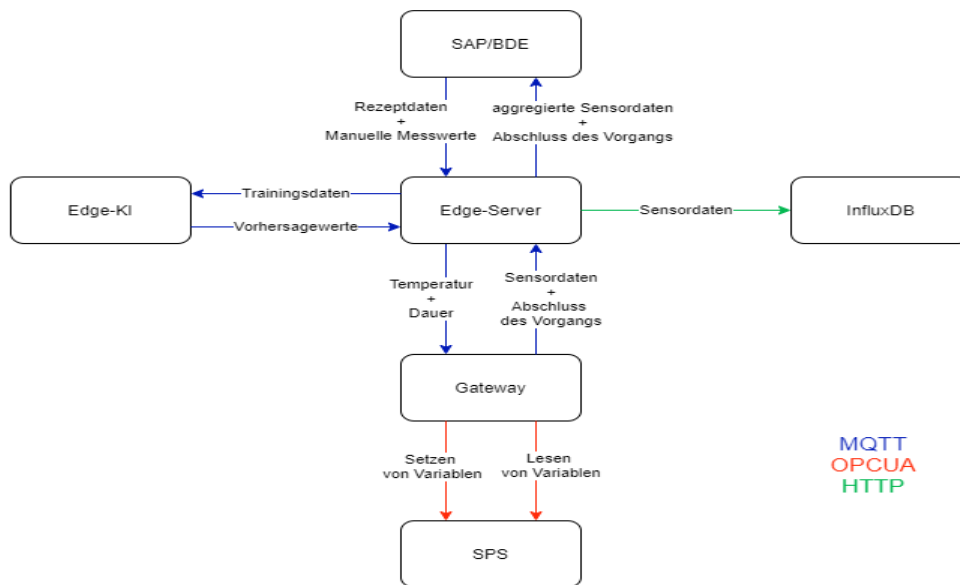 SAP/BDE
Rezeptdaten
+
Manuelle Messwerte
aggregierte Sensordaten
+
Abschluss des Vorgangs
Edge-KI
Trainingsdaten
Vorhersagewerte
Edge-Server
Sensordaten
InfluxDB
Temperatur
+
Dauer
Sensordaten
+
Abschluss
des Vorgangs
Gateway
Setzen
von Variablen
Lesen
von Variablen
MQTT
OPCUA
HTTP
SPS